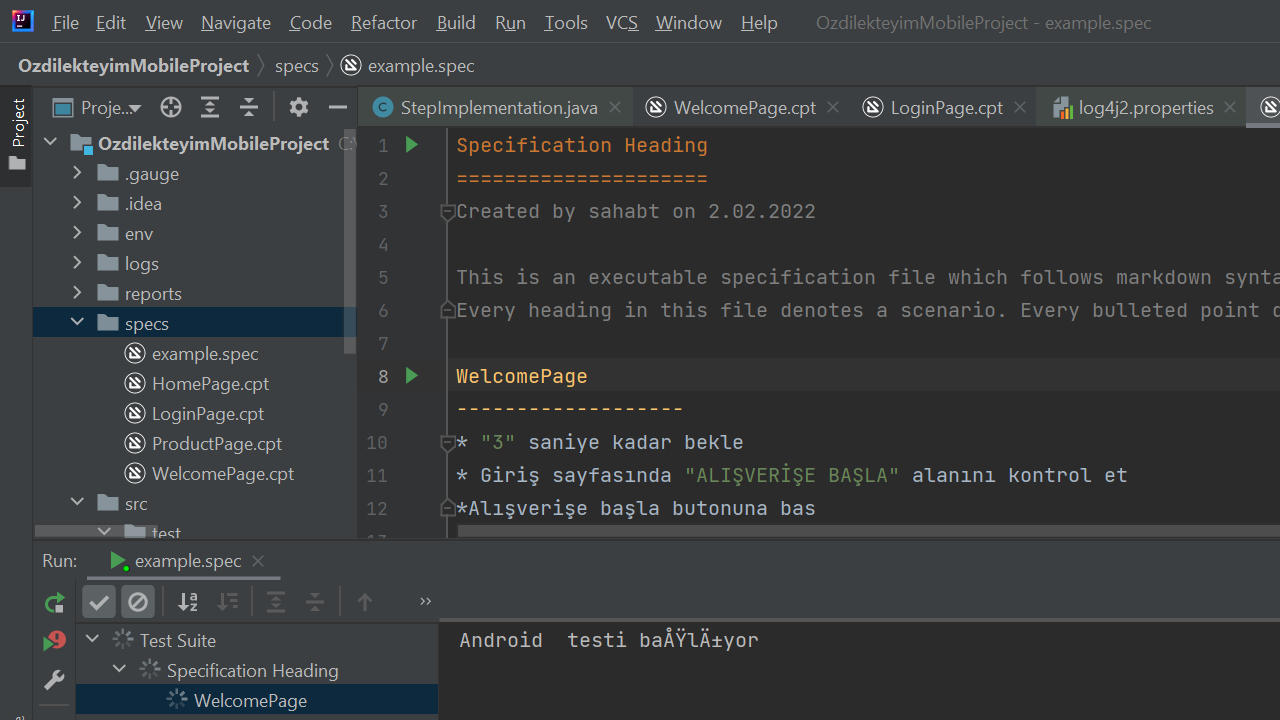 File Edit View Navigate Code Refactor Build Run Tools VCS Window Help OzdilekteyimMobileProject - example.spec
OzdilekteyimMobileProject specs example.spec
Project
Proje...
StepImplementation.java WelcomePage.cpt LoginPage.cpt log4j2.properties
OzdilekteyimMobileProject
.gauge
.idea
env
logs
reports
specs
example.spec
HomePage.cpt
LoginPage.cpt
ProductPage.cpt
WelcomePage.cpt
src
test
1 Specification Heading
2 =====================
3 Created by sahabt on 2.02.2022
4
5 This is an executable specification file which follows markdown synta
6 Every heading in this file denotes a scenario. Every bulleted point
7
8 WelcomePage
9 -------------------
10 * "3" saniye kadar bekle
11 * Giriş sayfasında "ALIŞVERİŞE BAŞLA" alanını kontrol et
12 *Alışverişe başla butonuna bas
Run: example.spec
Test Suite
Specification Heading
WelcomePage
Android  testi baÅŸlÄ±yor